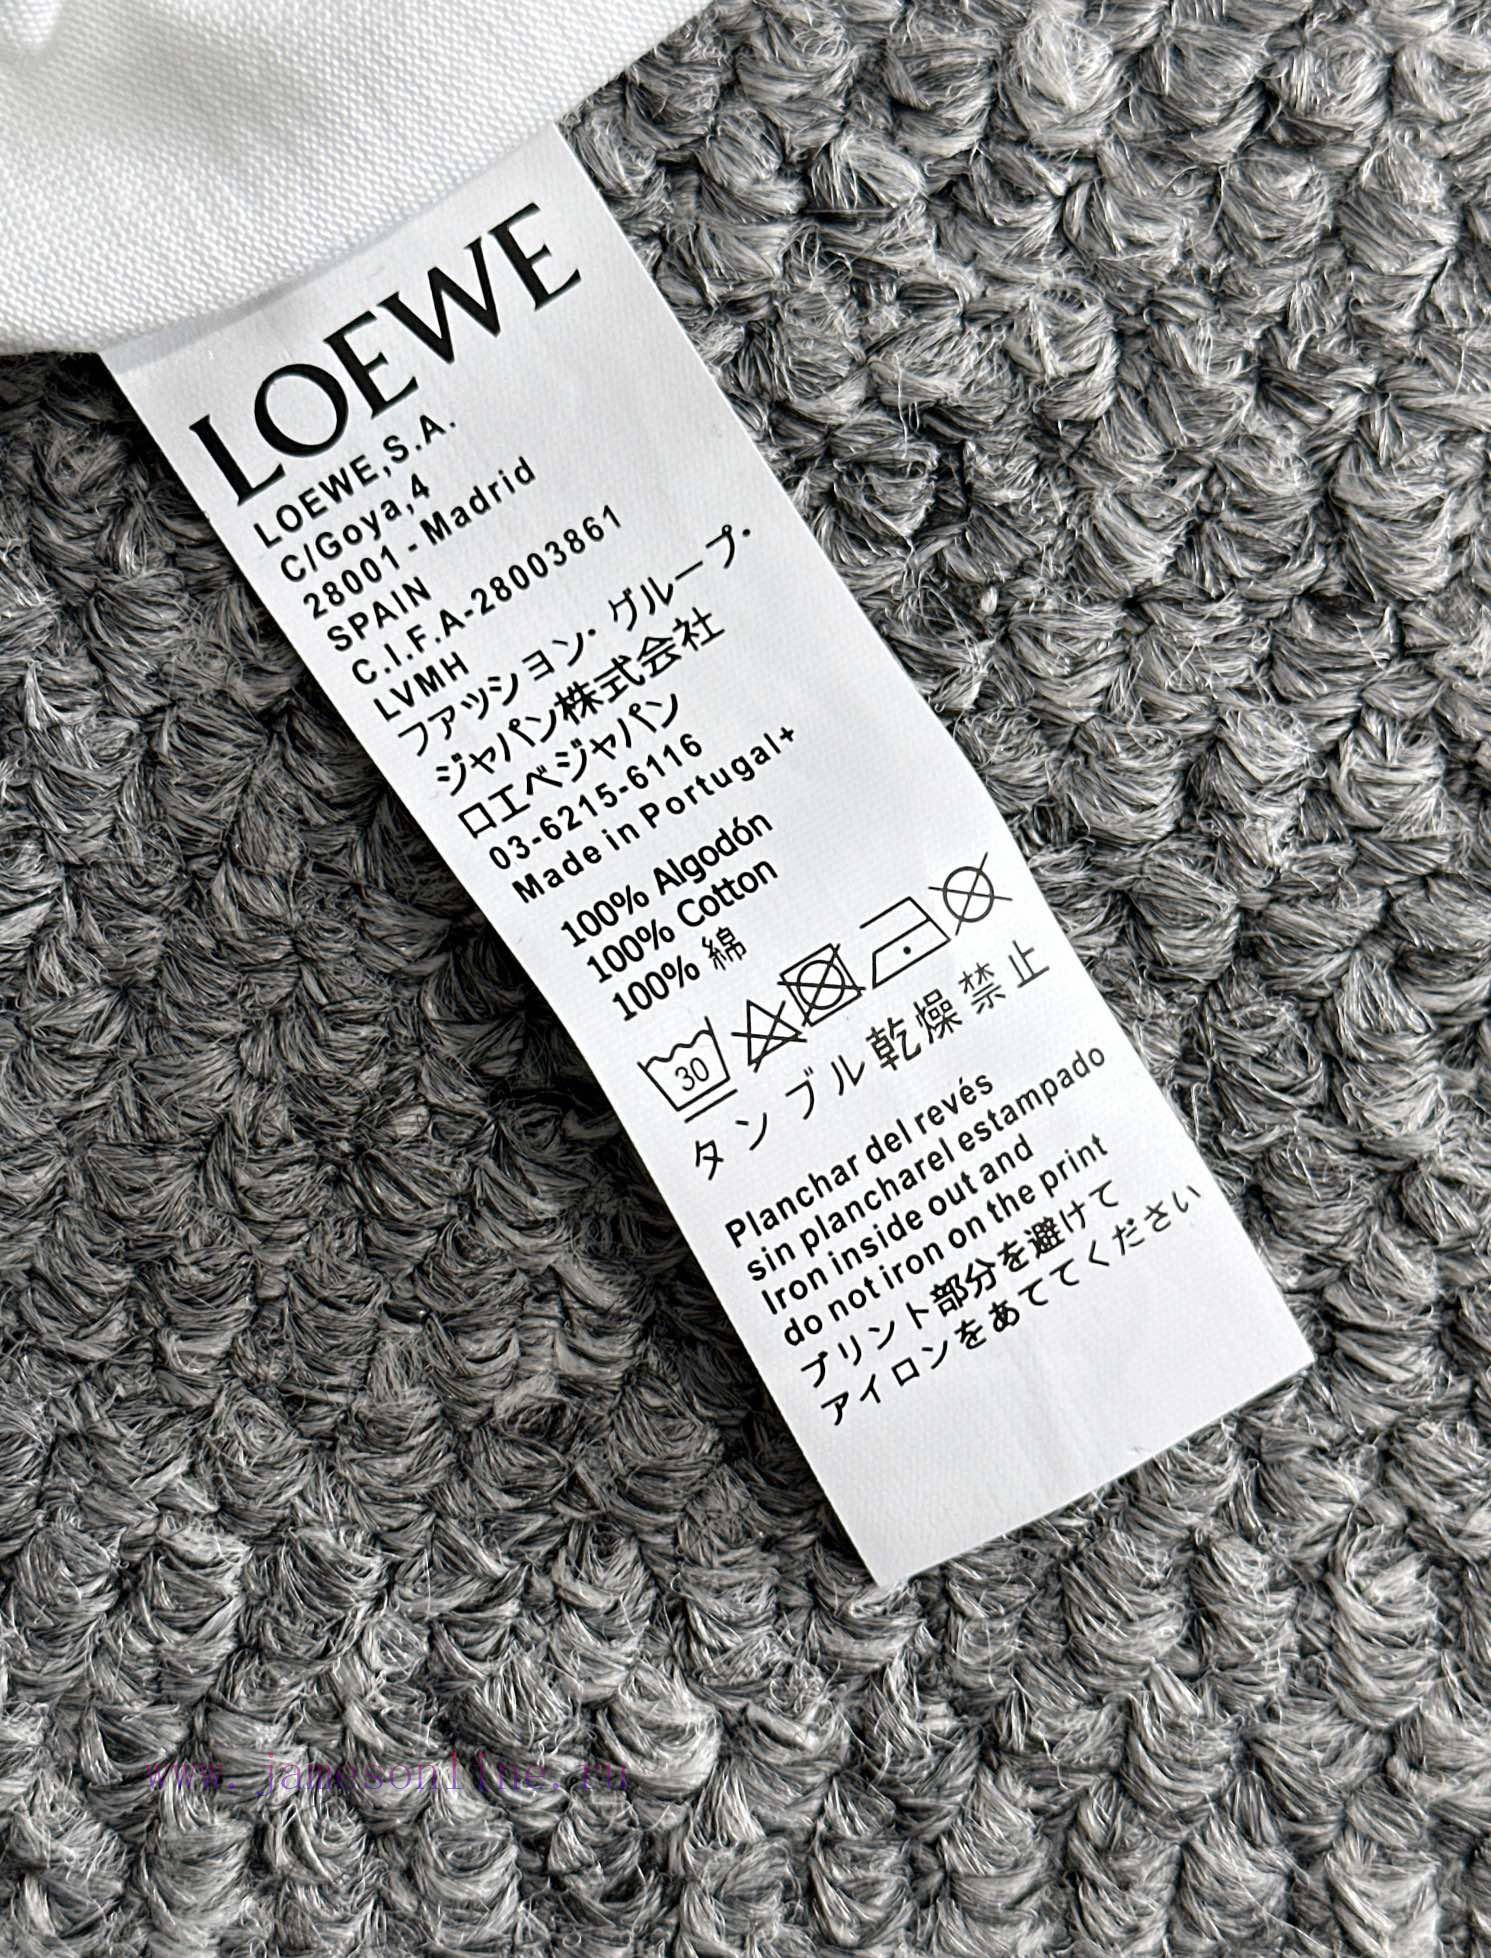 LOEWE
LOEWE,S.A.
C/Goya,4
28001 - Madrid
SPAIN
C.I.F.A-28003861
LVMH
ファッション・グループ・
ジャパン株式会社
ロエベジャパン
03-6215-6116
Made in Portugal+
100% Algodón
100% Cotton
100% 綿
30
タンブル乾燥禁止
Planchar del revés
sin plancharel estampado
Iron inside out and
do not iron on the print
プリント部分を避けて
アイロンをあててください
www.jamesonline.ru